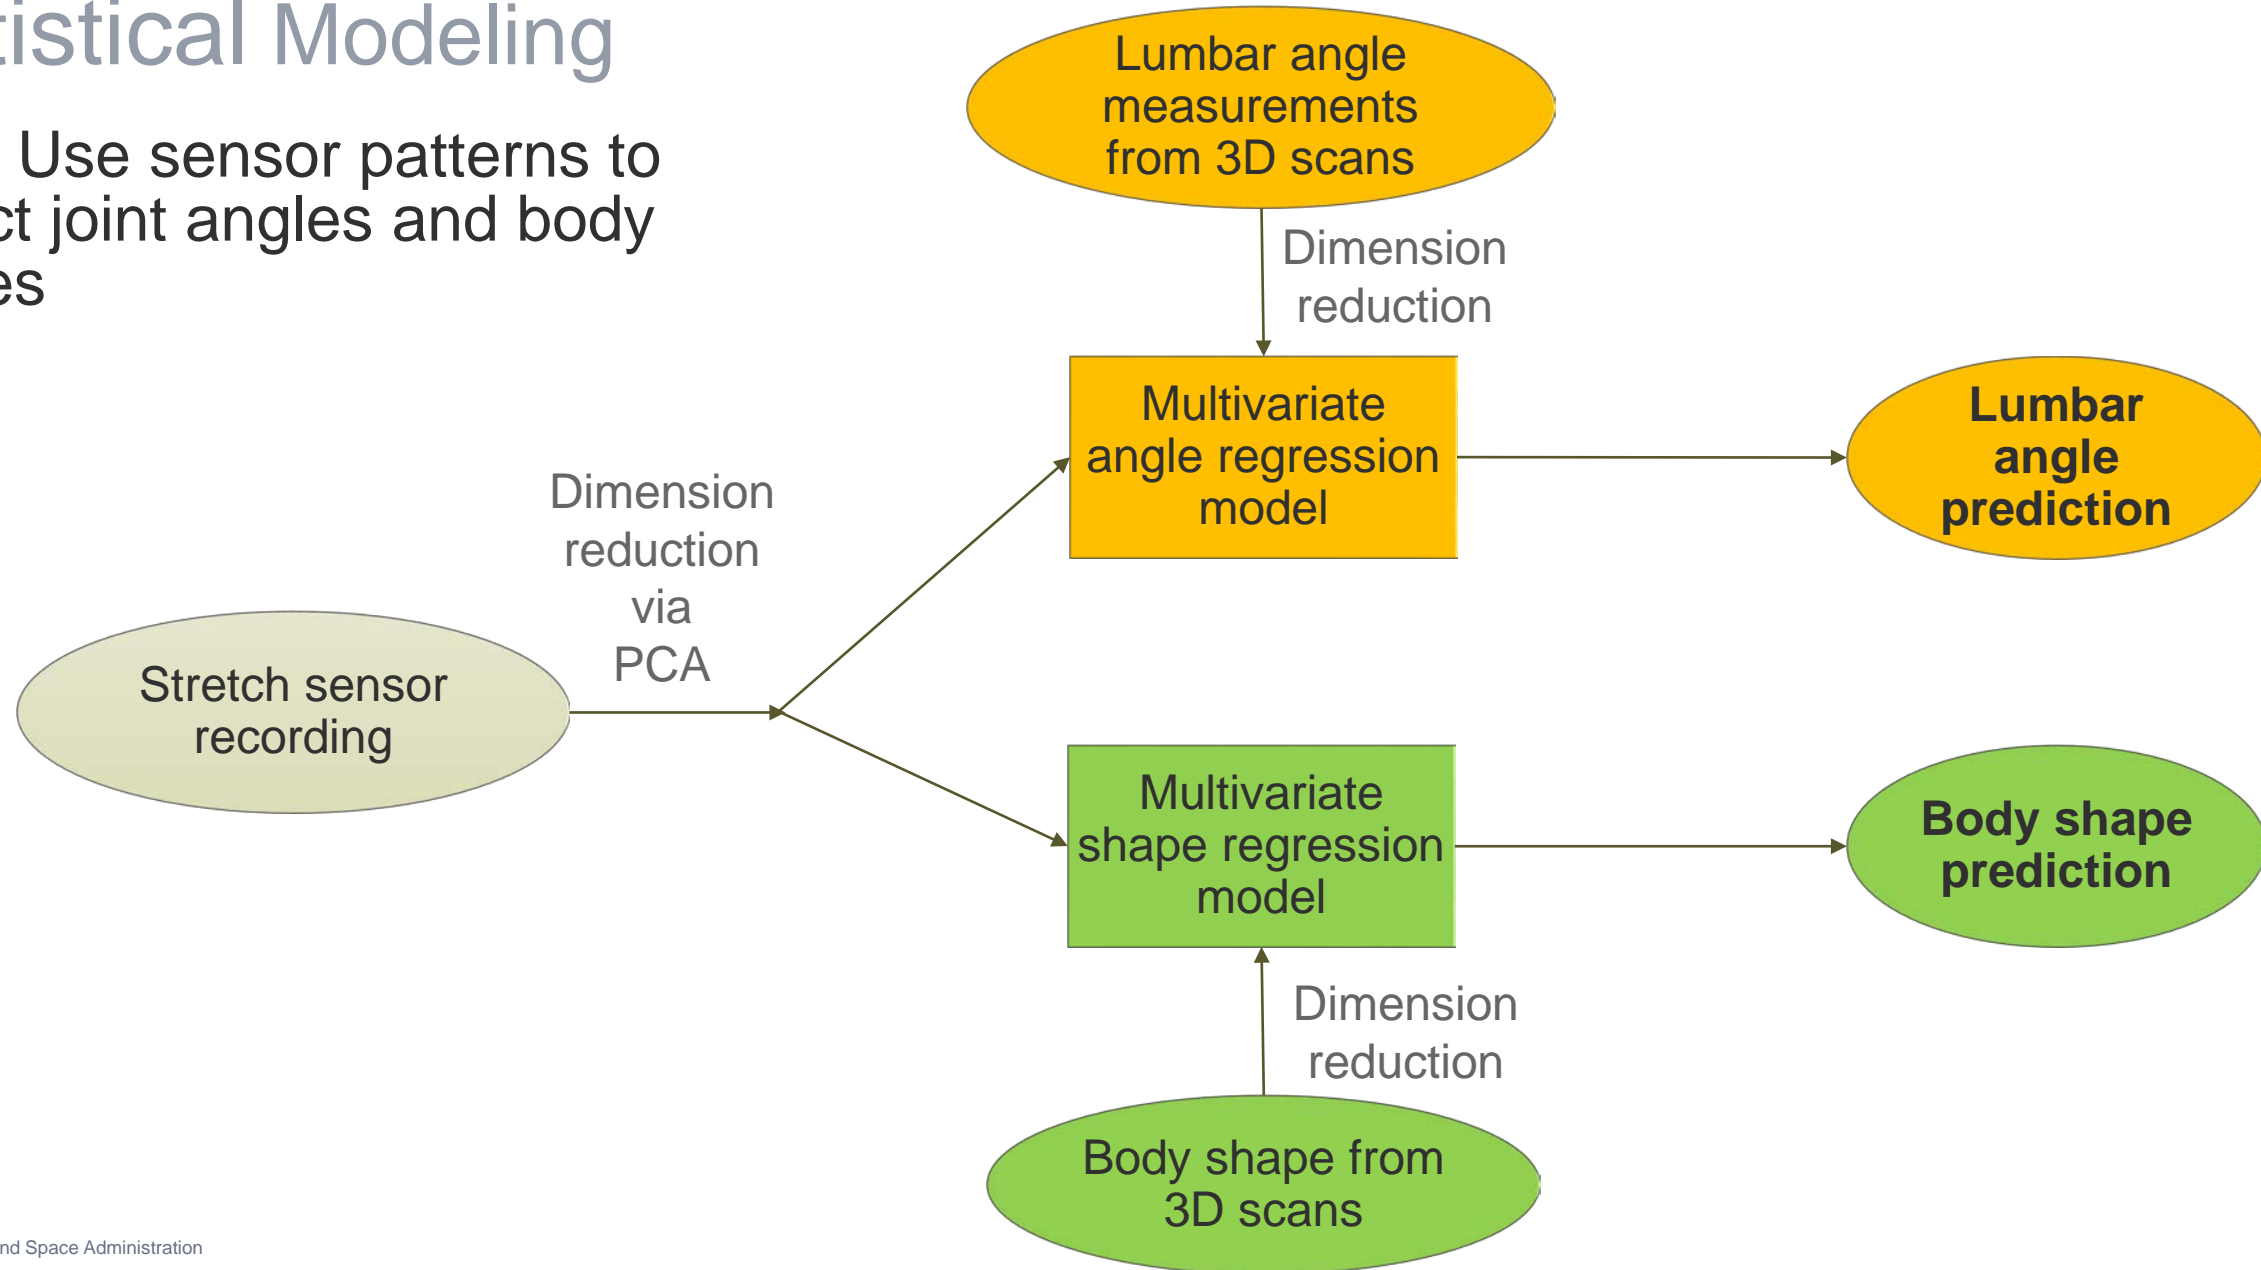 tistical Modeling
Use sensor patterns to
ct joint angles and body
es
Lumbar angle
measurements
from 3D scans
Dimension
reduction
Multivariate
angle regression
model
Lumbar
angle
prediction
Dimension
reduction
via
PCA
Stretch sensor
recording
Multivariate
shape regression
model
Body shape
prediction
Dimension
reduction
Body shape from
3D scans
nd Space Administration